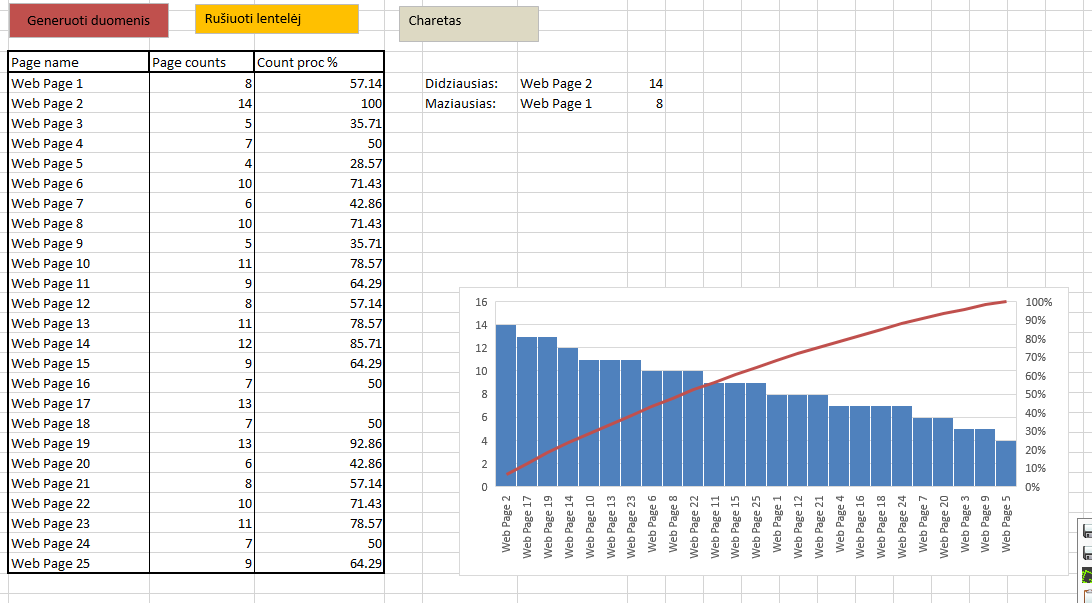 Generuoti duomenis
Rušiuoti lentelėj
Charetas
Page name Page counts Count proc %
Web Page 1 8 57.14
Web Page 2 14 100
Web Page 3 5 35.71
Web Page 4 7 50
Web Page 5 4 28.57
Web Page 6 10 71.43
Web Page 7 6 42.86
Web Page 8 10 71.43
Web Page 9 5 35.71
Web Page 10 11 78.57
Web Page 11 9 64.29
Web Page 12 8 57.14
Web Page 13 11 78.57
Web Page 14 12 85.71
Web Page 15 9 64.29
Web Page 16 7 50
Web Page 17 13
Web Page 18 7 50
Web Page 19 13 92.86
Web Page 20 6 42.86
Web Page 21 8 57.14
Web Page 22 10 71.43
Web Page 23 11 78.57
Web Page 24 7 50
Web Page 25 9 64.29
Didziausias: Web Page 2 14
Maziausias: Web Page 1 8
16
14
12
10
8
6
4
2
0
100%
90%
80%
70%
60%
50%
40%
30%
20%
10%
0%
Web Page 2
Web Page 17
Web Page 19
Web Page 14
Web Page 10
Web Page 13
Web Page 23
Web Page 6
Web Page 8
Web Page 22
Web Page 11
Web Page 15
Web Page 25
Web Page 1
Web Page 12
Web Page 21
Web Page 4
Web Page 16
Web Page 18
Web Page 24
Web Page 7
Web Page 20
Web Page 3
Web Page 9
Web Page 5